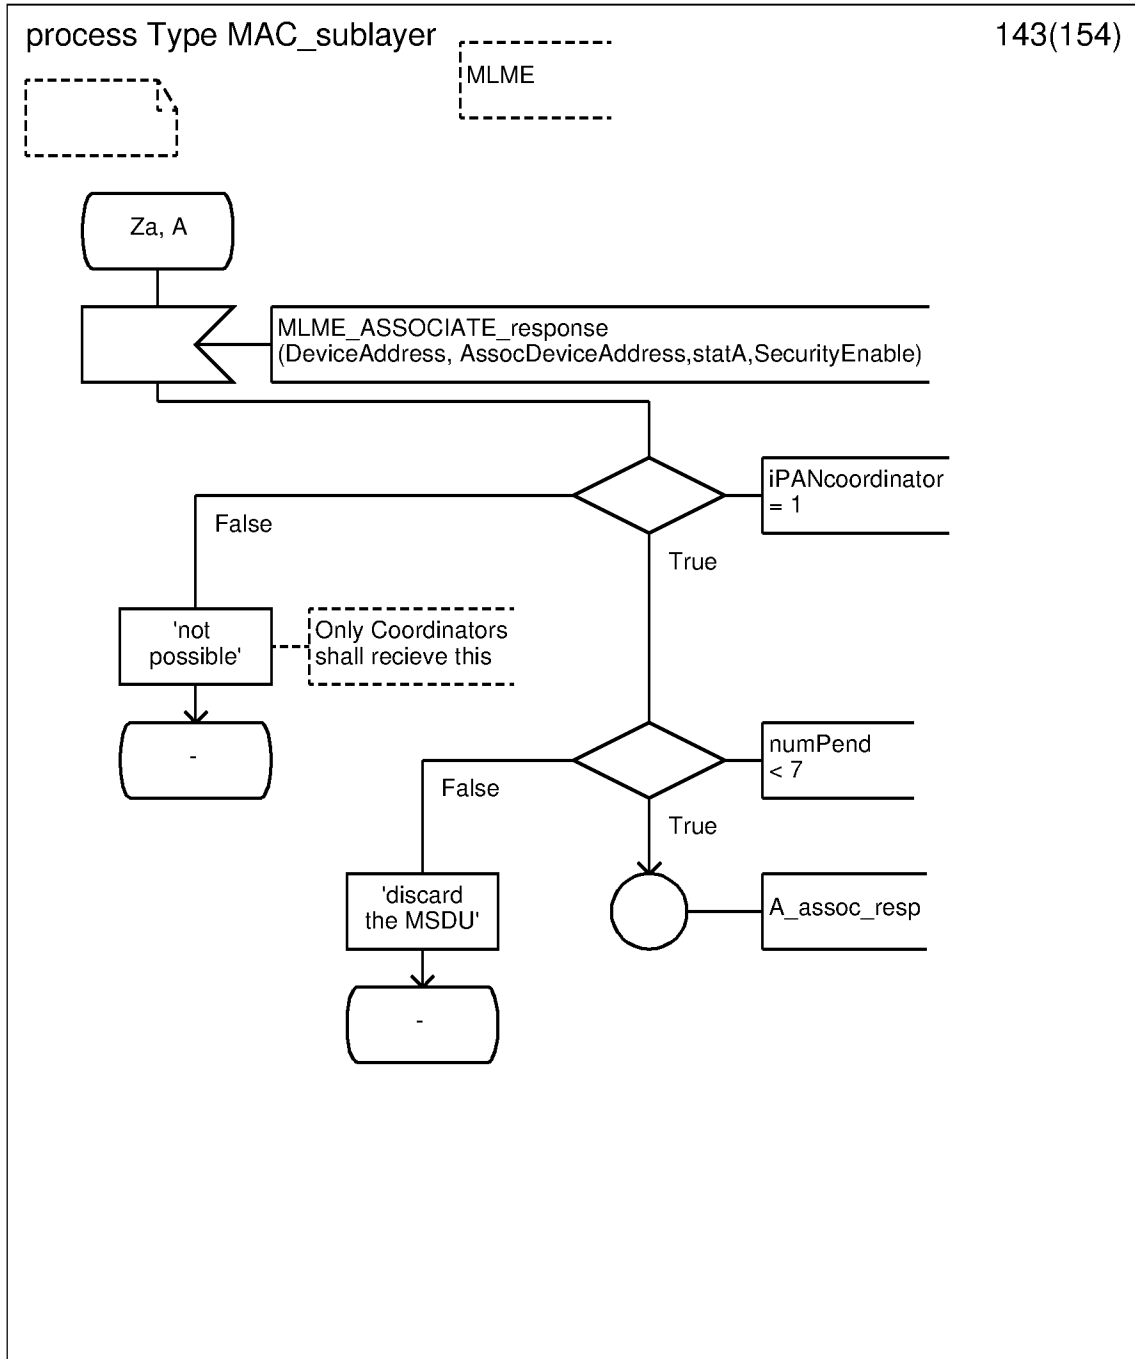 process Type MAC_sublayer
143(154)
MLME
Za, A
MLME_ASSOCIATE_response
(DeviceAddress, AssocDeviceAddress,statA,SecurityEnable)
iPANcoordinator
= 1
False
True
'not
possible'
Only Coordinators
shall recieve this
-
numPend
< 7
False
True
'discard
the MSDU'
A_assoc_resp
-